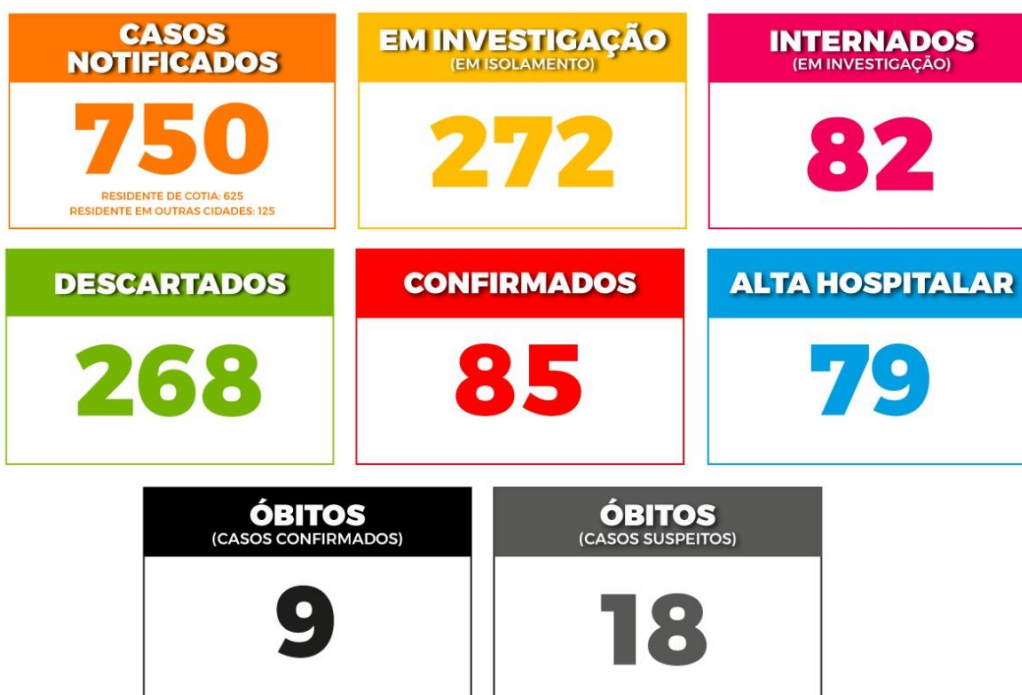 CASOS
NOTIFICADOS
750
RESIDENTE DE COTIA: 625
RESIDENTE EM OUTRAS CIDADES: 125
EM INVESTIGAÇÃO
(EM ISOLAMENTO)
272
INTERNADOS
(EM INVESTIGAÇÃO)
82
DESCARTADOS
268
CONFIRMADOS
85
ALTA HOSPITALAR
79
ÓBITOS
(CASOS CONFIRMADOS)
9
ÓBITOS
(CASOS SUSPEITOS)
18